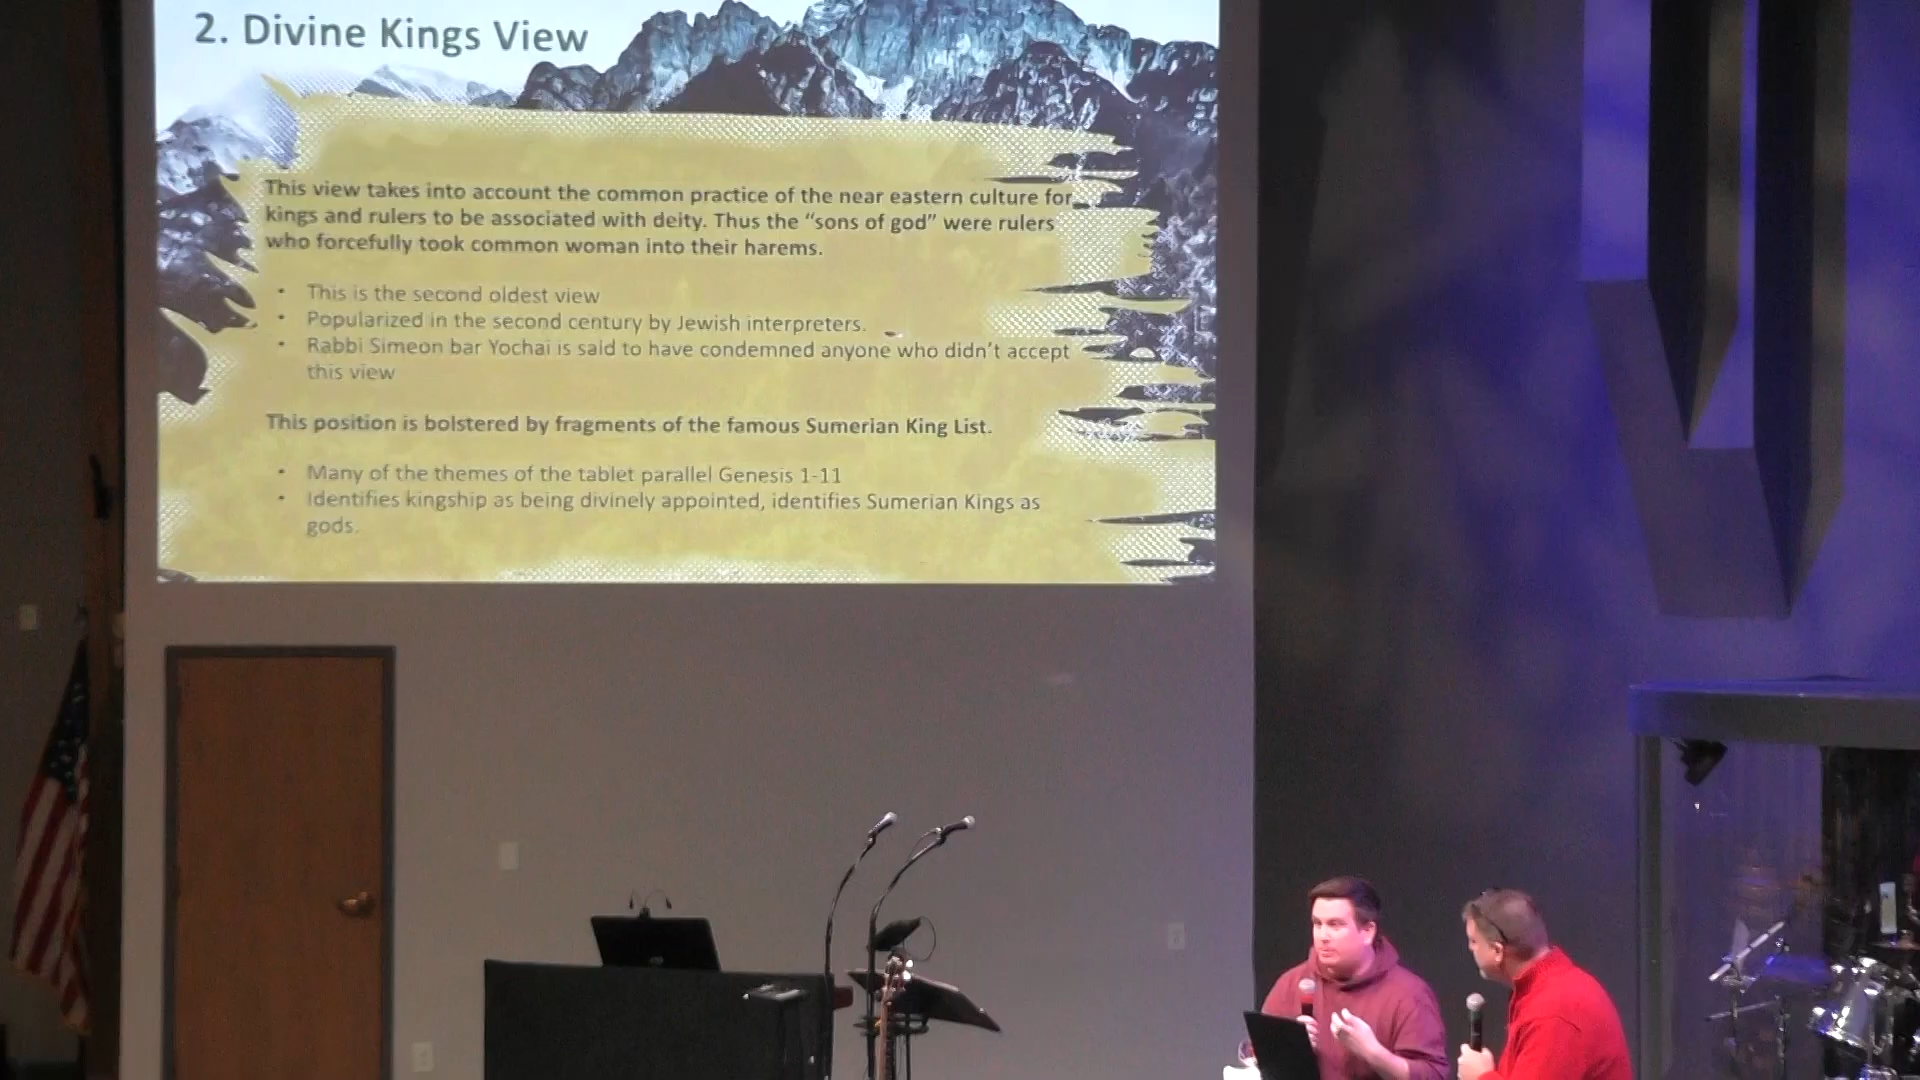 2. Divine Kings View
This view takes into account the common practice of the near eastern culture for
kings and rulers to be associated with deity. Thus the “sons of god” were rulers
who forcefully took common woman into their harems.
• This is the second oldest view
• Popularized in the second century by Jewish interpreters.
• Rabbi Simeon bar Yochai is said to have condemned anyone who didn’t accept
this view
This position is bolstered by fragments of the famous Sumerian King List.
• Many of the themes of the tablet parallel Genesis 1-11
• Identifies kingship as being divinely appointed, identifies Sumerian Kings as
gods.